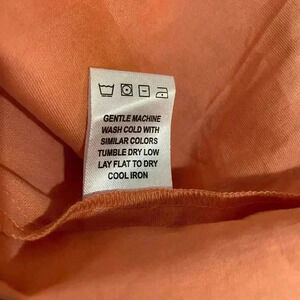 GENTLE MACHINE
WASH COLD WITH
SIMILAR COLORS
TUMBLE DRY LOW
LAY FLAT TO DRY
COOL IRON